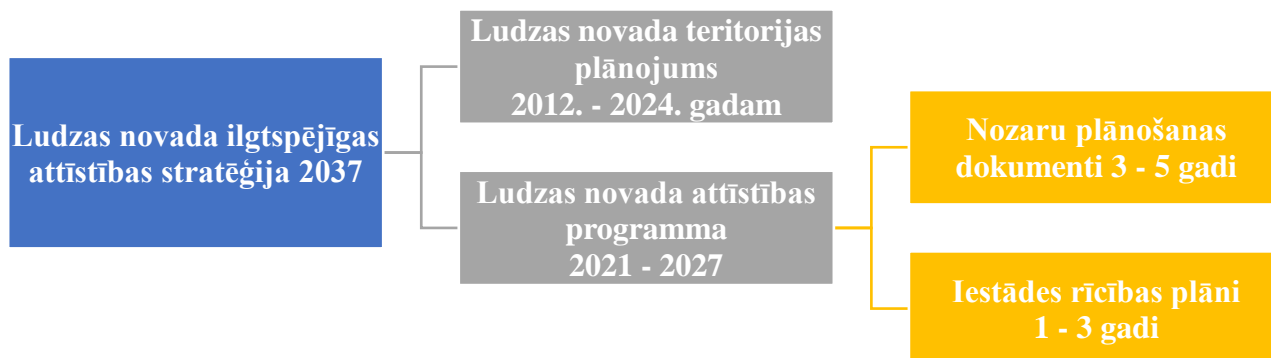 Ludzas novada ilgtspējīgas
attīstības stratēģija 2037
Ludzas novada teritorijas
plānojums
2012. - 2024. gadam
Ludzas novada attīstības
programma
2021 - 2027
Nozaru plānošanas
dokumenti 3 - 5 gadi
Iestādes rīcības plāni
1 - 3 gadi